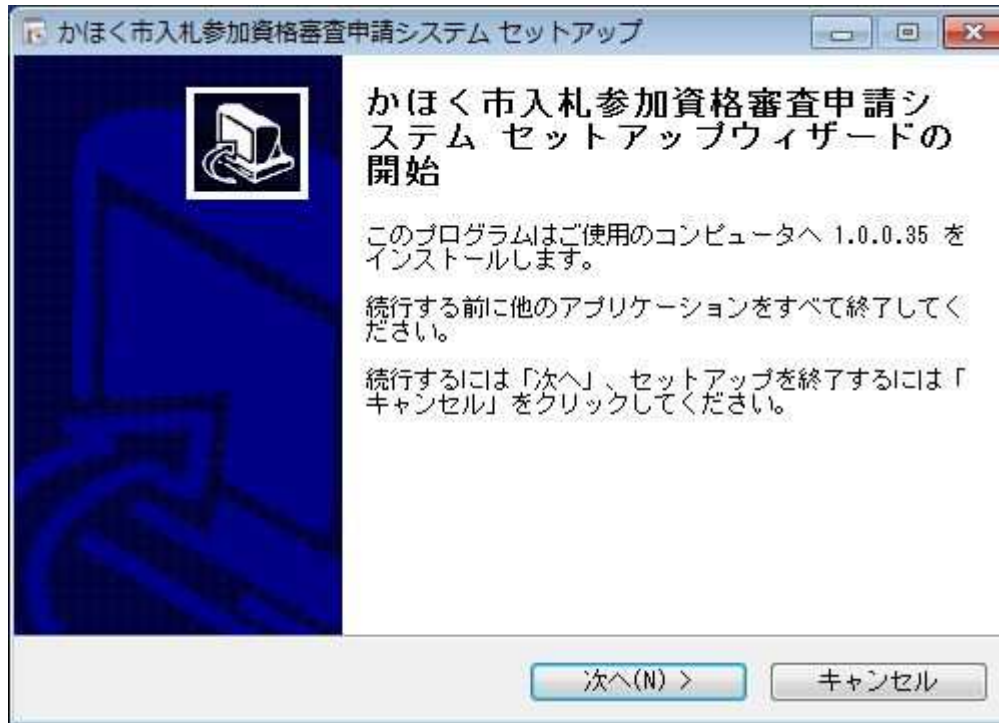 かほく市入札参加資格審査申請システム セットアップ
かほく市入札参加資格審査申請シ
ステム セットアップウィザードの
開始
このプログラムはご使用のコンピュータへ 1.0.0.35 を
インストールします。
続行する前に他のアプリケーションをすべて終了してく
ださい。
続行するには「次へ」、セットアップを終了するには「
キャンセル」をクリックしてください。
次へ(N) >
キャンセル